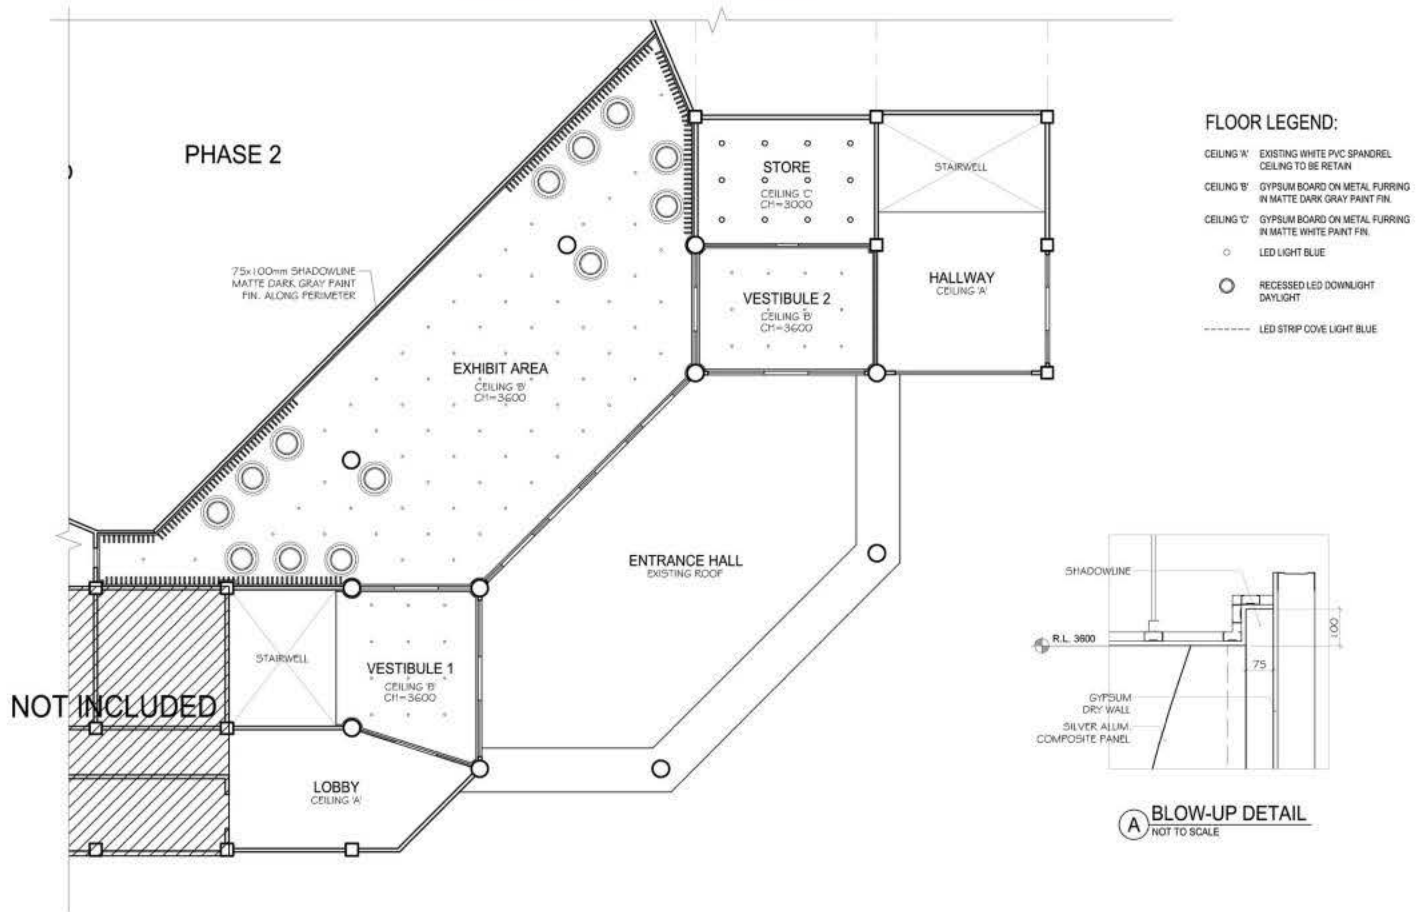 PHASE 2
75x100mm SHADOWLINE
MATTE DARK GRAY PAINT
FIN. ALONG PERIMETER
STORE
CEILING 'C'
CH=3000
STAIRWELL
VESTIBULE 2
CEILING 'B'
CH=3600
HALLWAY
CEILING 'A'
EXHIBIT AREA
CEILING 'B'
CH=3600
ENTRANCE HALL
EXISTING ROOF
STAIRWELL
VESTIBULE 1
CEILING 'B'
CH=3600
NOT INCLUDED
LOBBY
CEILING 'A'
FLOOR LEGEND:
CEILING 'A' EXISTING WHITE PVC SPANDREL
CEILING TO BE RETAIN
CEILING 'B' GYPSUM BOARD ON METAL FURRING
IN MATTE DARK GRAY PAINT FIN.
CEILING 'C' GYPSUM BOARD ON METAL FURRING
IN MATTE WHITE PAINT FIN.
LED LIGHT BLUE
RECESSED LED DOWNLIGHT
DAYLIGHT
LED STRIP COVE LIGHT BLUE
SHADOWLINE
R.L. 3600
100
75
GYPSUM
DRY WALL
SILVER ALUM.
COMPOSITE PANEL
A BLOW-UP DETAIL
NOT TO SCALE